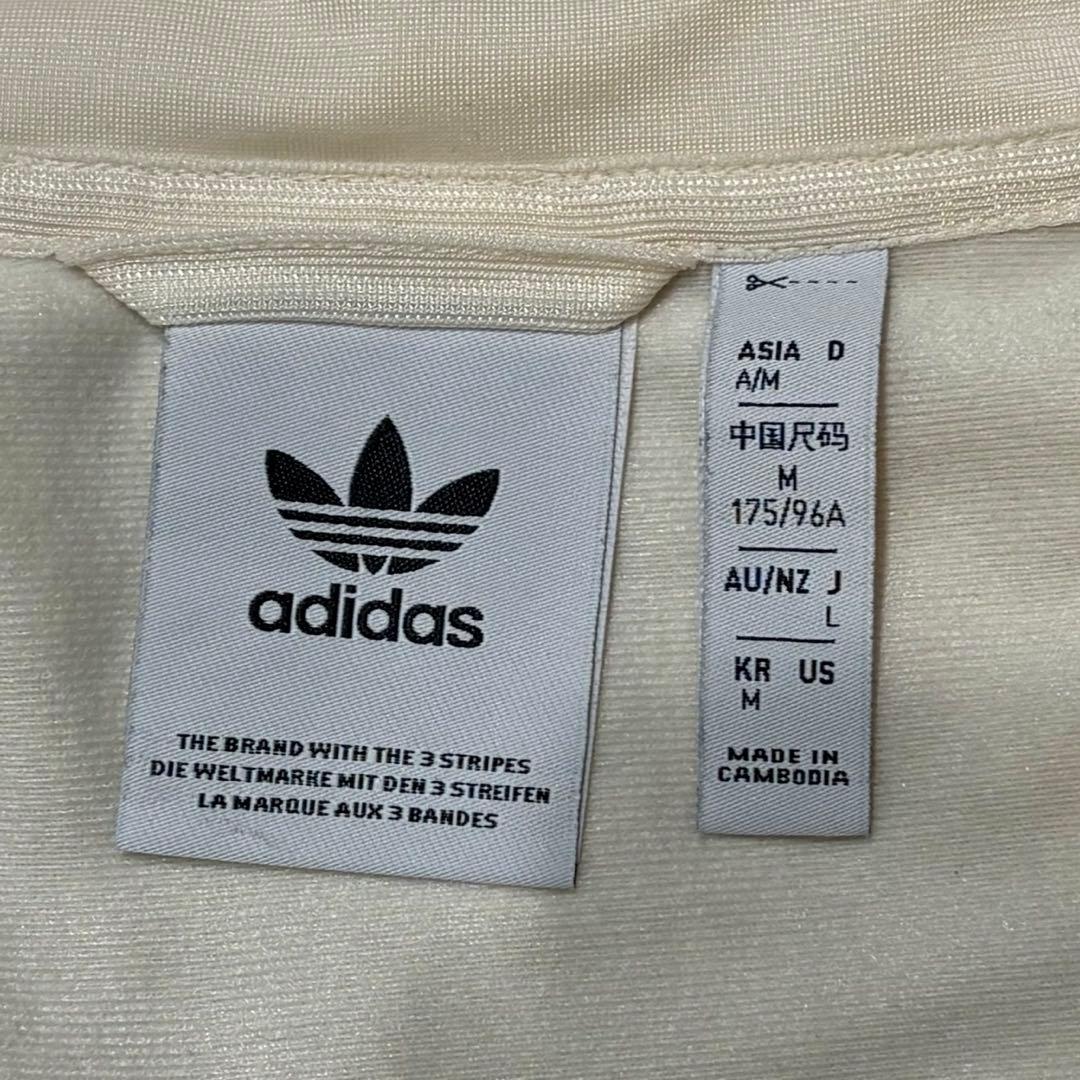 adidas
THE BRAND WITH THE 3 STRIPES
DIE WELTMARKE MIT DEN 3 STREIFEN
LA MARQUE AUX 3 BANDES
ASIA D
A/M
中国尺码
M
175/96A
AU/NZ J
L
KR US
M
MADE IN
CAMBODIA